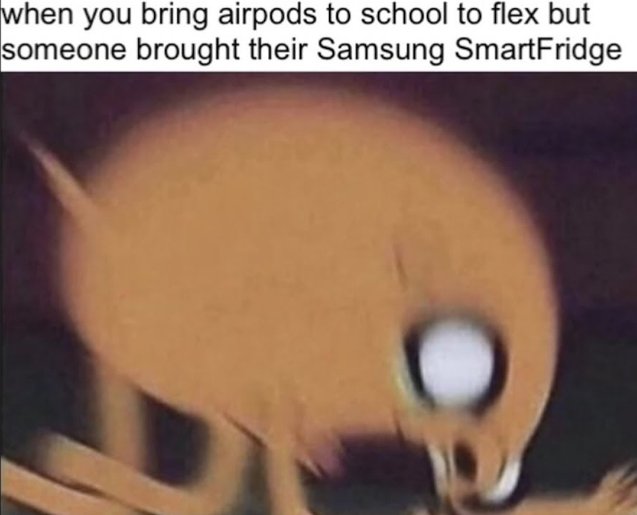 when you bring airpods to school to flex but
someone brought their Samsung SmartFridge